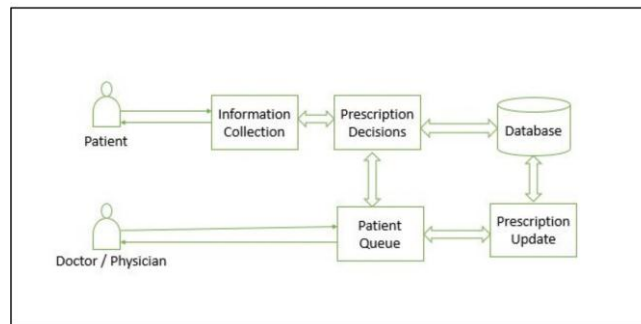 Patient
Information
Collection
Prescription
Decisions
Database
Doctor / Physician
Patient
Queue
Prescription
Update